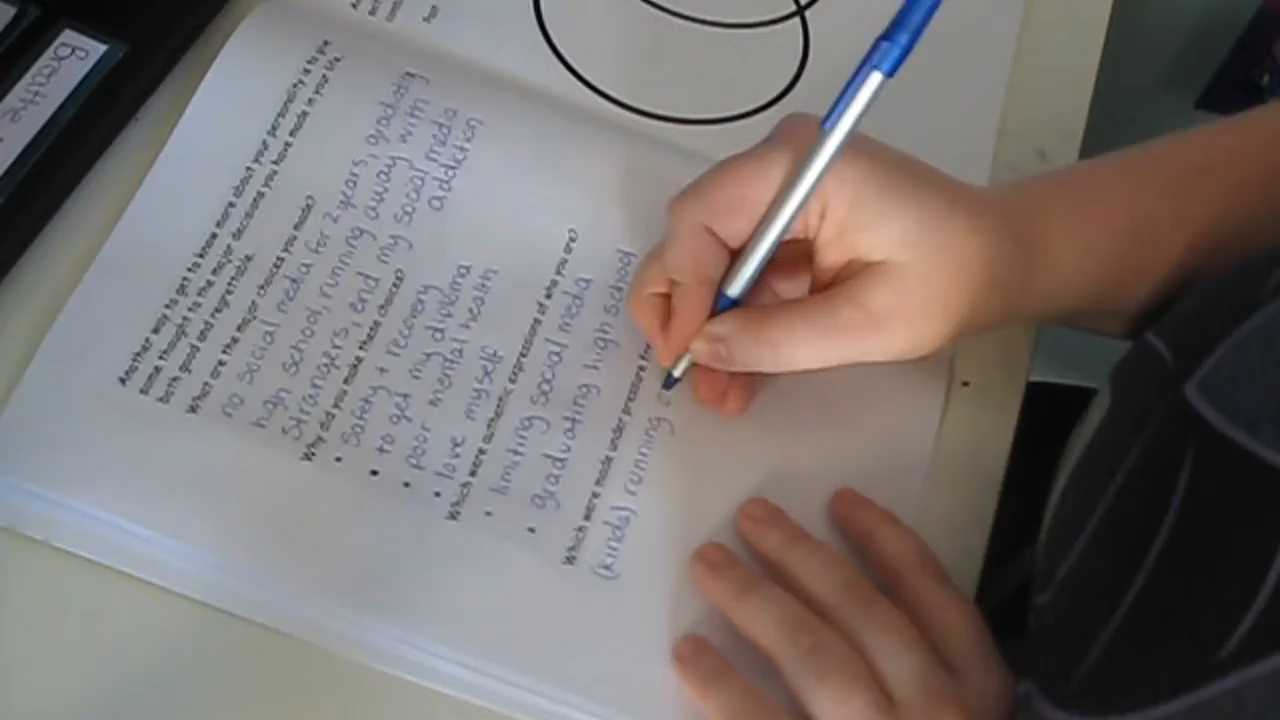 Breathe
Another way to get to know more about your personality is to give
some thought to the major decisions you have made in your life,
both good and regrettable.
What are the major choices you made?
no social media for 2 years, graduating
high school, running away with
strangers, end my social media
addiction
Why did you make these choices?
• safety + recovery
• to get my diploma
• poor mental health
• love myself
Which were authentic expressions of who you are?
• limiting social media
• graduating high school
Which were made under pressure
(kinda) running